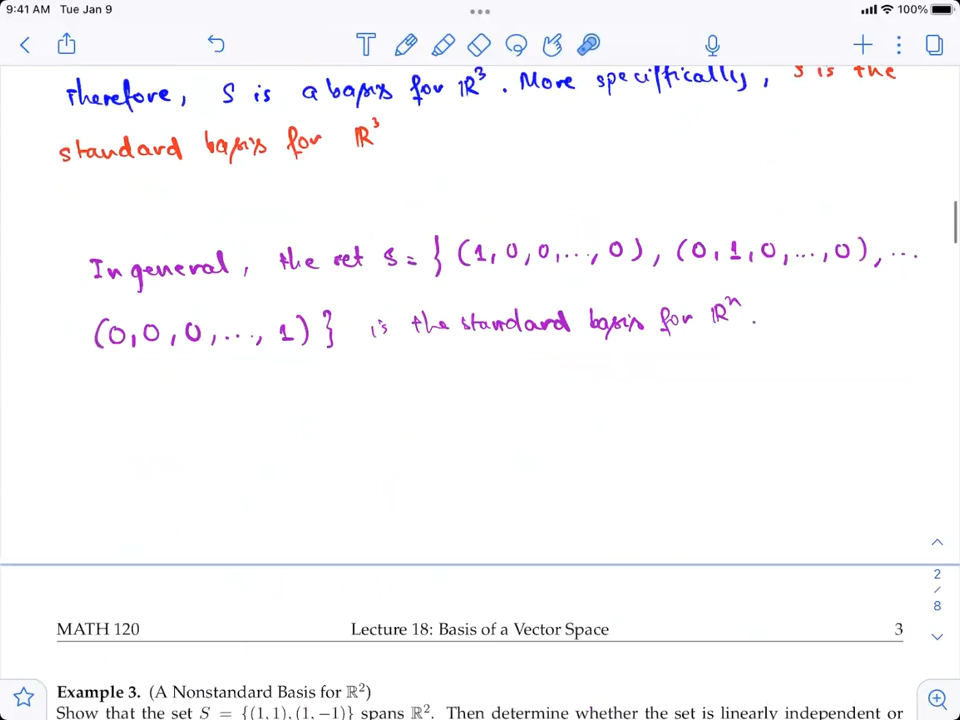 9:41 AM Tue Jan 9
100%
therefore, S is a basis for ℝ³. More speciffically, S is the
standard basis for ℝ³
In general, the set S = { (1, 0, 0, ..., 0), (0, 1, 0, ..., 0), ...
(0, 0, 0, ..., 1) } is the standard basis for ℝⁿ.
2
/
8
MATH 120 Lecture 18: Basis of a Vector Space 3
Example 3. (A Nonstandard Basis for ℝ²)
Show that the set S = {(1, 1), (1, −1)} spans ℝ². Then determine whether the set is linearly independent or